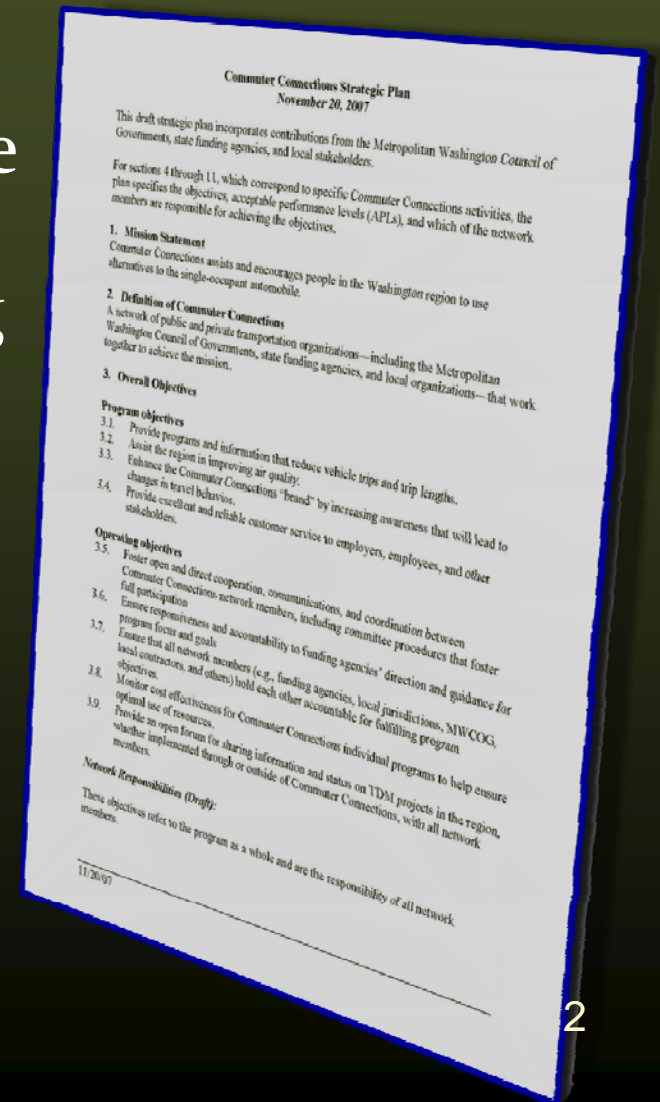 e
g
Commuter Connections Strategic Plan
November 20, 2007
This draft strategic plan incorporates contributions from the Metropolitan Washington Council of
Governments, state funding agencies, and local stakeholders.
For sections 4 through 11, which correspond to specific Commuter Connections activities, the
plan specifies the objectives, acceptable performance levels (APLs), and which of the network
members are responsible for achieving the objectives.
1. Mission Statement
Commuter Connections assists and encourages people in the Washington region to use
alternatives to the single-occupant automobile.
2. Definition of Commuter Connections
A network of public and private transportation organizations—including the Metropolitan
Washington Council of Governments, state funding agencies, and local organizations—that work
together to achieve the mission.
3. Overall Objectives
Program objectives
3.1. Provide programs and information that reduce vehicle trips and trip lengths.
3.2. Assist the region in improving air quality.
3.3. Enhance the Commuter Connections "brand" by increasing awareness that will lead to
changes in travel behavior.
3.4. Provide excellent and reliable customer service to employers, employees, and other
stakeholders.
Operating objectives
3.5. Foster open and direct cooperation, communications, and coordination between
Commuter Connections network members, including committee procedures that foster
full participation
3.6. Ensure responsiveness and accountability to funding agencies' direction and guidance for
program focus and goals
3.7. Ensure that all network members (e.g., funding agencies, local jurisdictions, MWCOG,
local contractors, and others) hold each other accountable for fulfilling program
objectives.
3.8. Monitor cost effectiveness for Commuter Connections individual programs to help ensure
optimal use of resources.
3.9. Provide an open forum for sharing information and status on TDM projects in the region,
whether implemented through or outside of Commuter Connections, with all network
members.
Network Responsibilities (Draft):
These objectives refer to the program as a whole and are the responsibility of all network
members.
11/20/07
2